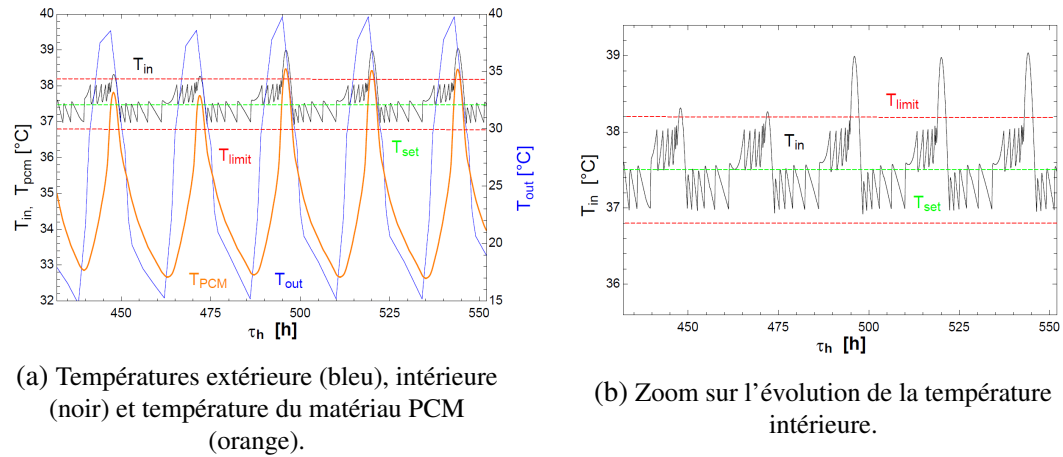 40
39
38
37
36
35
34
33
32
T_in, T_pcm [°C]
T_in
T_limit
T_set
T_PCM
T_out
40
35
30
25
20
15
T_out [°C]
450 475 500 525 550
τ_h [h]
(a) Températures extérieure (bleu), intérieure
(noir) et température du matériau PCM
(orange).
39
38
37
36
T_in [°C]
T_limit
T_in
T_set
450 475 500 525 550
τ_h [h]
(b) Zoom sur l'évolution de la température
intérieure.